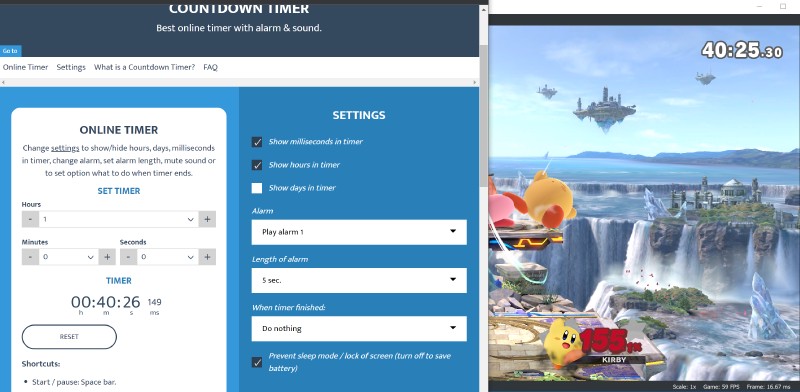 COUNTDOWN TIMER
Best online timer with alarm & sound.
Go to
Online Timer Settings What is a Countdown Timer? FAQ
ONLINE TIMER
Change settings to show/hide hours, days, milliseconds
in timer, change alarm, set alarm length, mute sound or
to set option what to do when timer ends.
SET TIMER
Hours
- 1 +
Minutes Seconds
- 0 + - 0 +
TIMER
00:40:26 149
h m s ms
RESET
Shortcuts:
• Start / pause: Space bar.
SETTINGS
Show milliseconds in timer
Show hours in timer
Show days in timer
Alarm
Play alarm 1
Length of alarm
5 sec.
When timer finished:
Do nothing
Prevent sleep mode / lock of screen (turn off to save
battery)
40:25.30
KIRBY
Scale: 1x Game: 59 FPS Frame: 16.67 ms